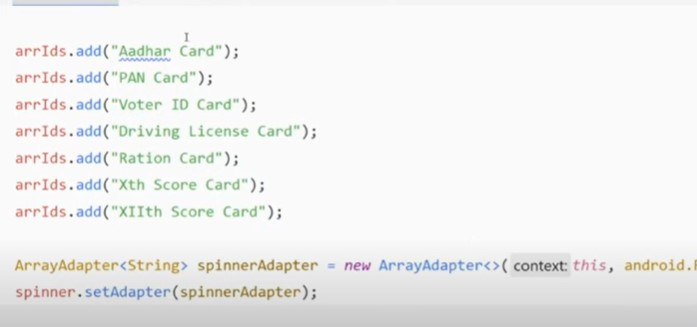 arrIds.add("Aadhar Card");
arrIds.add("PAN Card");
arrIds.add("Voter ID Card");
arrIds.add("Driving License Card");
arrIds.add("Ration Card");
arrIds.add("Xth Score Card");
arrIds.add("XIIth Score Card");
ArrayAdapter<String> spinnerAdapter = new ArrayAdapter<>( context: this, android.
spinner.setAdapter(spinnerAdapter);